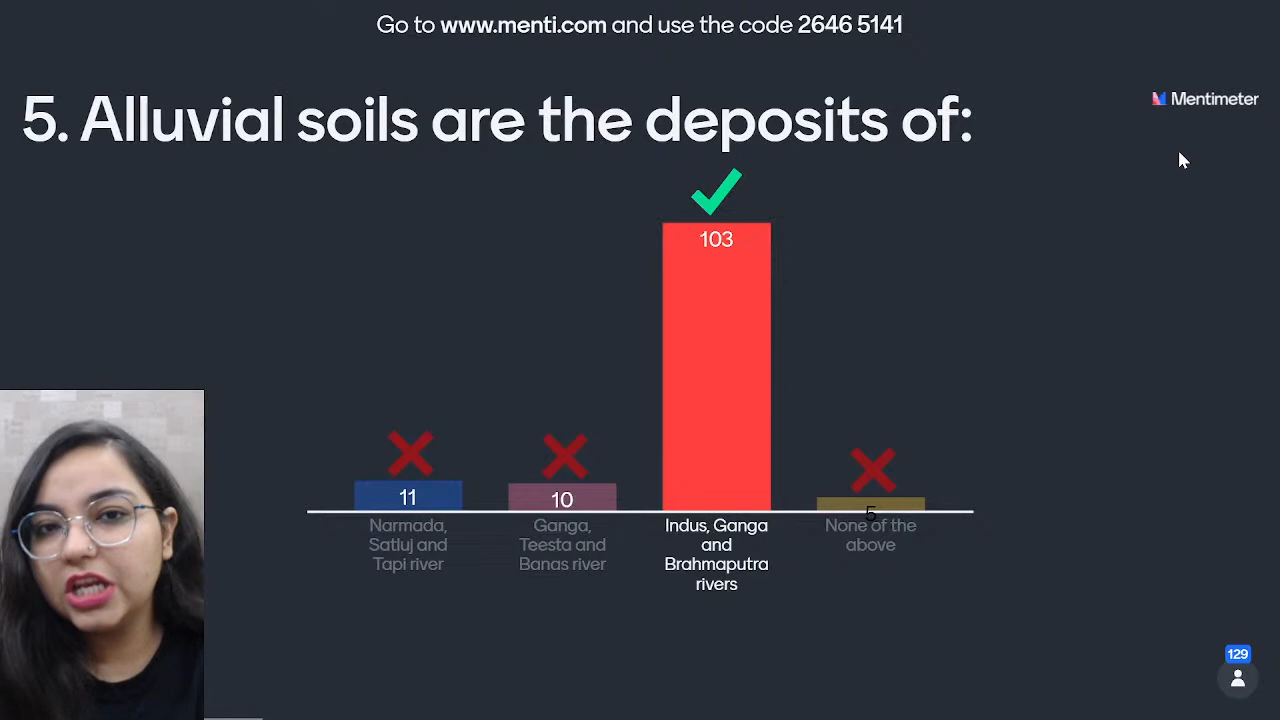 Go to www.menti.com and use the code 2646 5141
Mentimeter
5. Alluvial soils are the deposits of:
103
11
10
5
Narmada,
Satluj and
Tapi river
Ganga,
Teesta and
Banas river
Indus, Ganga
and
Brahmaputra
rivers
None of the
above
129